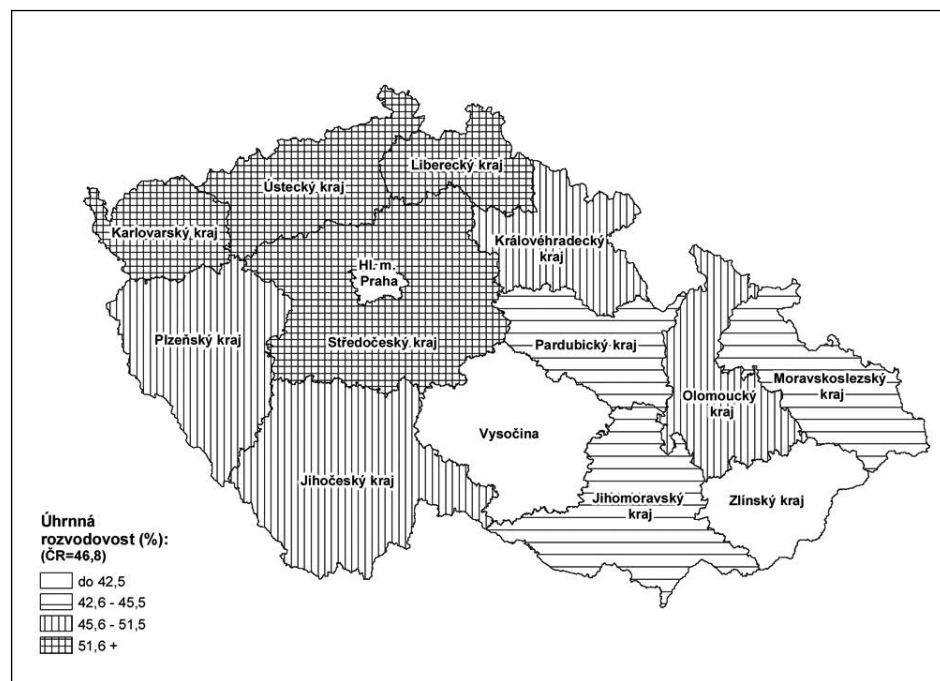 Liberecký kraj
Ústecký kraj
Karlovarský kraj
Královéhradecký
kraj
Hl. m.
Praha
Plzeňský kraj
Středočeský kraj
Pardubický kraj
Moravskoslezský
kraj
Olomoucký
kraj
Vysočina
Jihočeský kraj
Jihomoravský
kraj
Zlínský kraj
Úhrnná
rozvodovost (%):
(ČR=46,8)
do 42,5
42,6 - 45,5
45,6 - 51,5
51,6 +